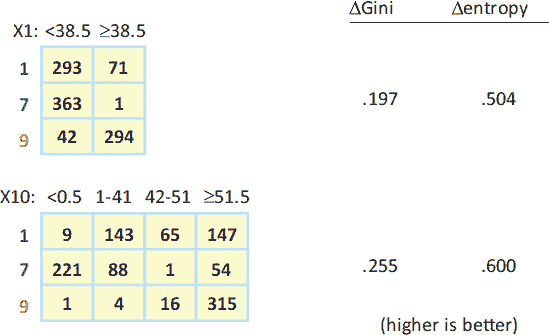 ΔGini Δentropy
X1: <38.5 ≥38.5
1 293 71
7 363 1
.197 .504
9 42 294
X10: <0.5 1-41 42-51 ≥51.5
1 9 143 65 147
7 221 88 1 54
.255 .600
9 1 4 16 315
(higher is better)